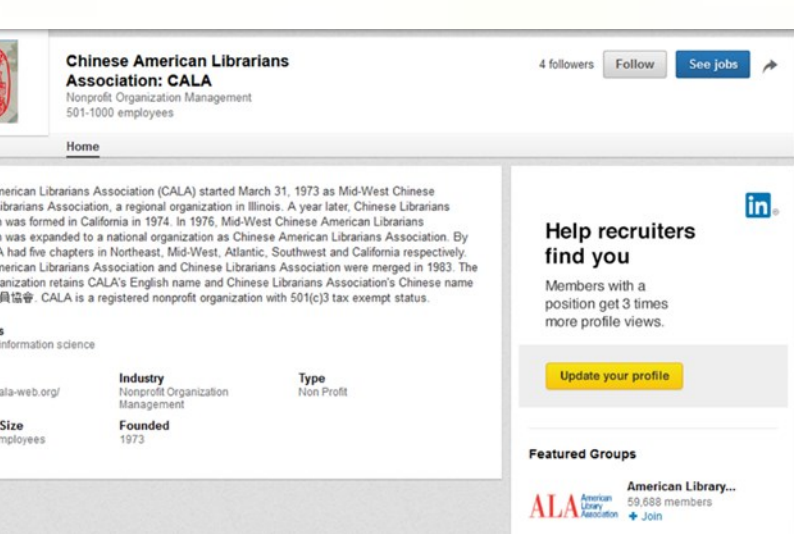 Chinese American Librarians
Association: CALA
Nonprofit Organization Management
501-1000 employees
4 followers
Follow
See jobs
Home
merican Librarians Association (CALA) started March 31, 1973 as Mid-West Chinese
ibrarians Association, a regional organization in Illinois. A year later, Chinese Librarians
n was formed in California in 1974. In 1976, Mid-West Chinese American Librarians
n was expanded to a national organization as Chinese American Librarians Association. By
A had five chapters in Northeast, Mid-West, Atlantic, Southwest and California respectively.
merican Librarians Association and Chinese Librarians Association were merged in 1983. The
ganization retains CALA's English name and Chinese Librarians Association's Chinese name
員協會. CALA is a registered nonprofit organization with 501(c)3 tax exempt status.
s
information science
ala-web.org/
Industry
Nonprofit Organization
Management
Type
Non Profit
Size
mployees
Founded
1973
in
Help recruiters
find you
Members with a
position get 3 times
more profile views.
Update your profile
Featured Groups
ALA American
Library
Association
American Library...
59,688 members
+ Join